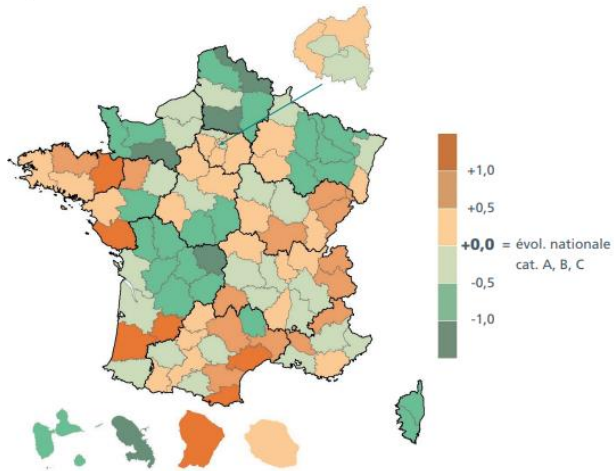 +1,0
+0,5
+0,0 = évol. nationale
cat. A, B, C
-0,5
-1,0